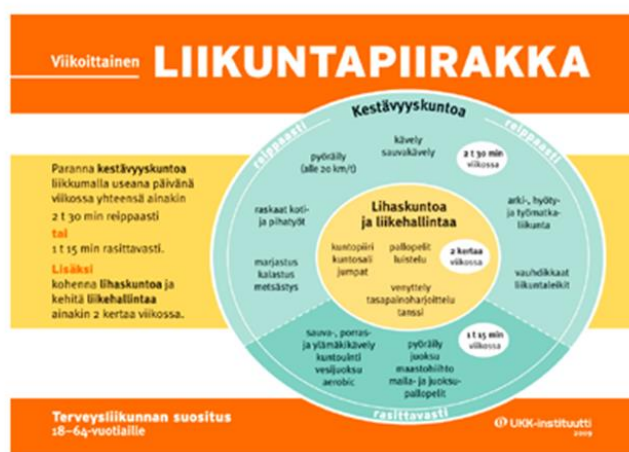 Viikoittainen LIIKUNTAPIIRAKKA
Paranna kestävyyskuntoa
liikkumalla useana päivänä
viikossa yhteensä ainakin
2 t 30 min reippaasti
tai
1 t 15 min rasittavasti.
Lisäksi
kohenna lihaskuntoa ja
kehitä liikehallintaa
ainakin 2 kertaa viikossa.
Kestävyyskuntoa
reippaasti
reippaasti
kävely
sauvakävely
2 t 30 min
viikossa
pyöräily
(alle 20 km/t)
raskaat koti-
ja pihatyöt
marjastus
kalastus
metsästys
arki-, hyöty-
ja työmatka-
liikunta
vauhdikkaat
liikuntaleikit
Lihaskuntoa
ja liikehallintaa
kuntopiiri
kuntosali
jumpat
pallopelit
luistelu
2 kertaa
viikossa
venyttely
tasapainoharjoittelu
tanssi
sauva-, porras-
ja ylämäkikävely
kuntouinti
vesijuoksu
aerobic
pyöräily
juoksu
maastohiihto
maila- ja juoksu-
pallopelit
1 t 15 min
viikossa
rasittavasti
Terveysliikunnan suositus
18–64-vuotiaille
UKK-instituutti
2009